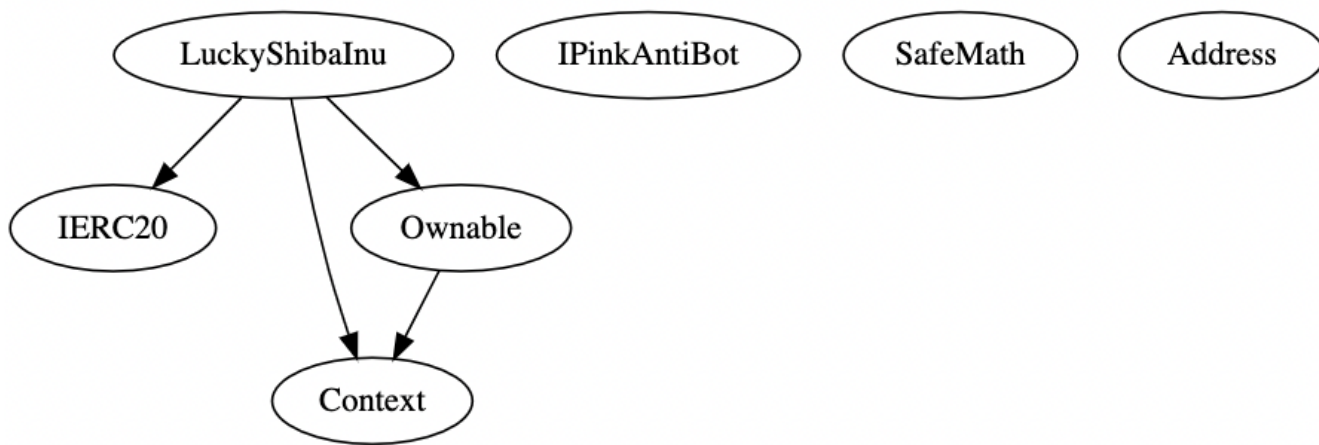 LuckyShibaInu
IPinkAntiBot
SafeMath
Address
IERC20
Ownable
Context